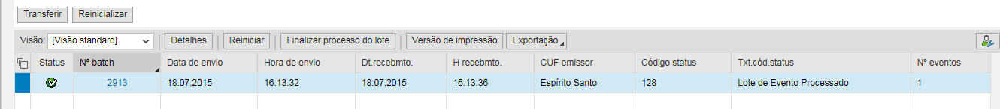 Transferir Reinicializar
Visão: [Visão standard] Detalhes Reiniciar Finalizar processo do lote Versão de impressão Exportação
Status Nº batch Data de envio Hora de envio Dt.recebmto. H recebmto. CUF emissor Código status Txt.cód.status Nº eventos
2913 18.07.2015 16:13:32 18.07.2015 16:13:36 Espírito Santo 128 Lote de Evento Processado 1